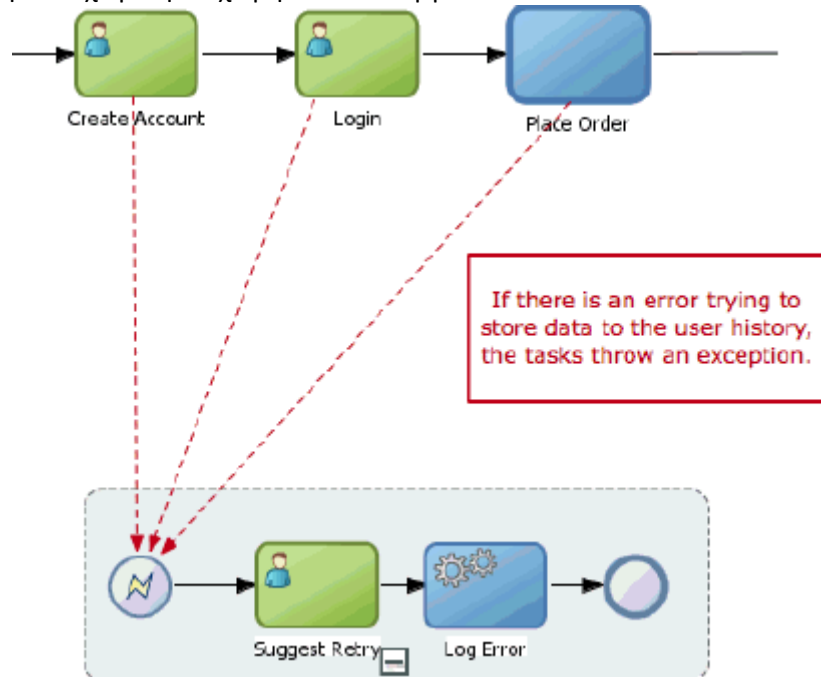 Create Account
Login
Place Order
If there is an error trying to
store data to the user history,
the tasks throw an exception.
Suggest Retry
Log Error